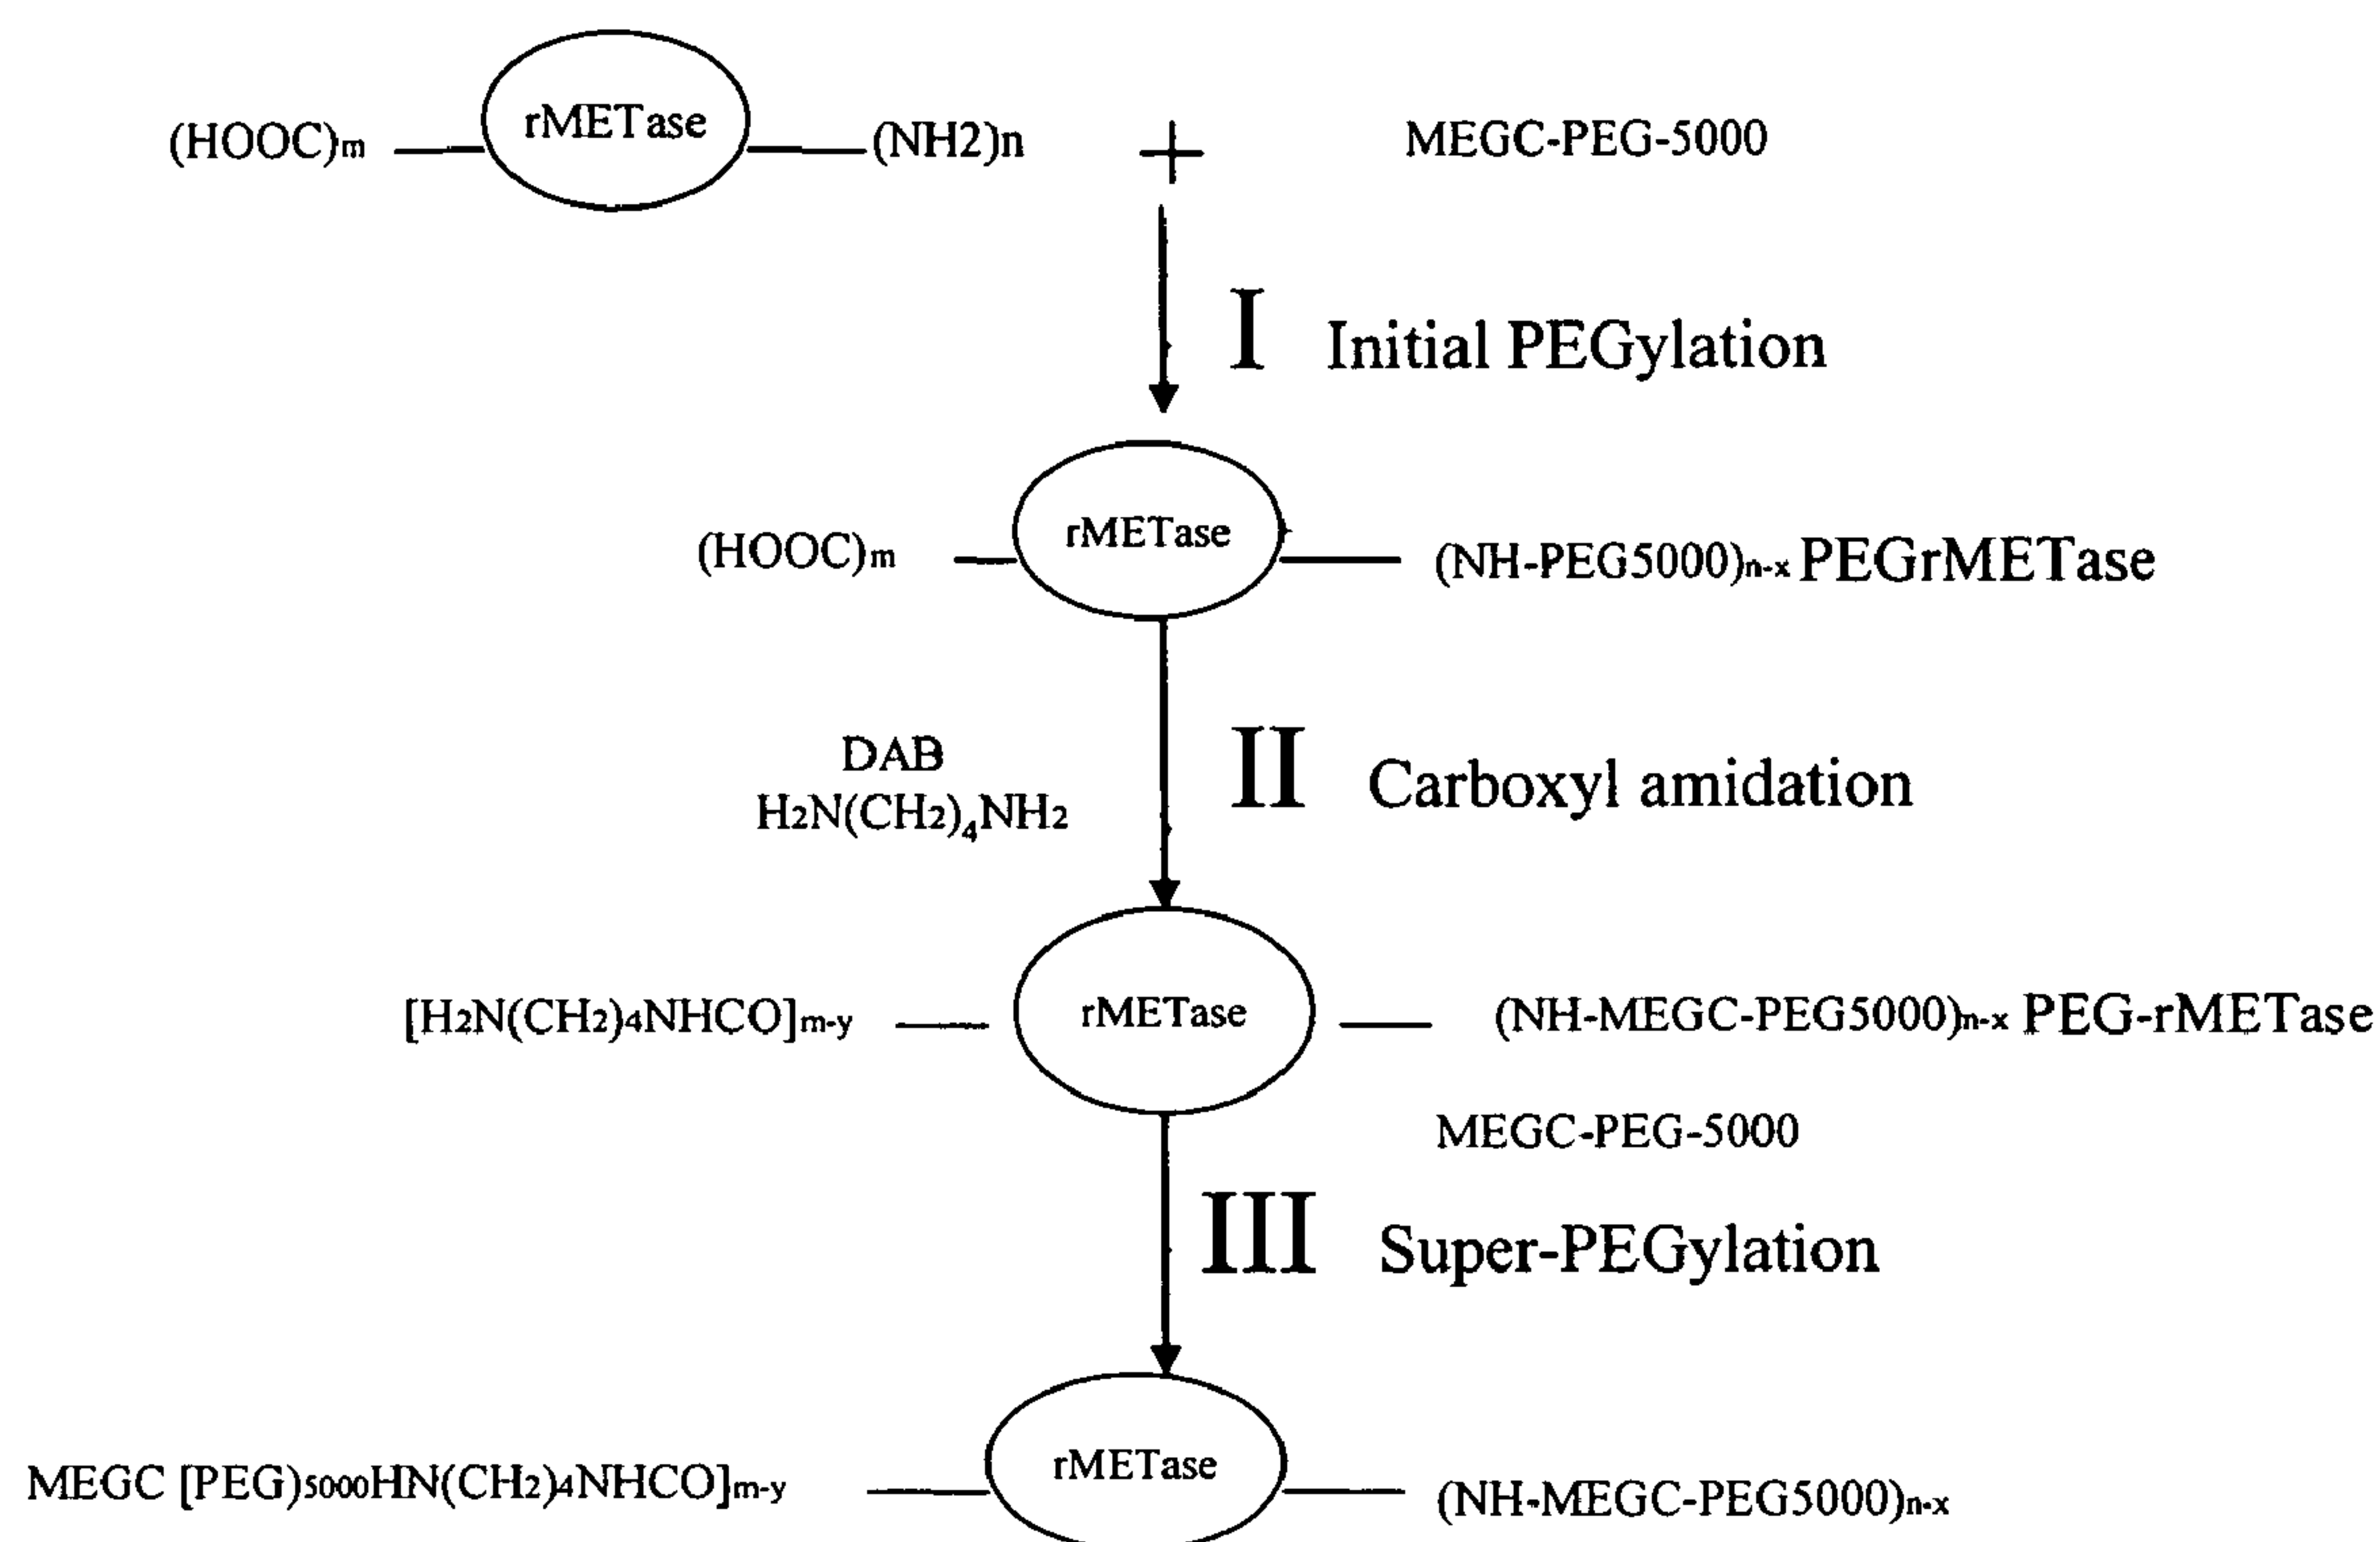 (HOOC)m rMETase (NH2)n + MEGC-PEG-5000
I Initial PEGylation
(HOOC)m rMETase (NH-PEG5000)n-x PEGrMETase
DAB
H2N(CH2)4NH2
II Carboxyl amidation
[H2N(CH2)4NHCO]m-y rMETase (NH-MEGC-PEG5000)n-x PEG-rMETase
MEGC-PEG-5000
III Super-PEGylation
MEGC [PEG)5000HN(CH2)4NHCO]m-y rMETase (NH-MEGC-PEG5000)n-x